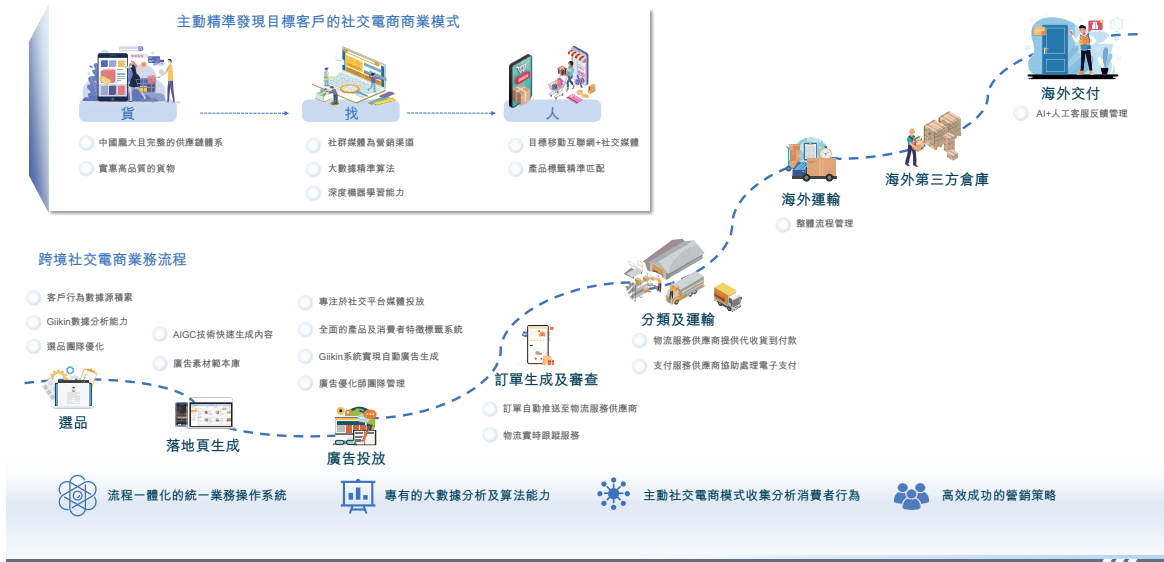 主動精準發現目標客戶的社交電商商業模式
貨
找
人
中國龐大且完整的供應鏈體系
實惠高品質的貨物
社群媒體為營銷渠道
大數據精準算法
深度機器學習能力
目標移動互聯網+社交媒體
產品標籤精準匹配
海外交付
AI+人工客服反饋管理
海外第三方倉庫
海外運輸
整體流程管理
跨境社交電商業務流程
客戶行為數據源積累
Giikin數據分析能力
選品團隊優化
選品
AIGC技術快速生成內容
廣告素材範本庫
落地頁生成
專注於社交平台媒體投放
全面的產品及消費者特徵標籤系統
Giikin系統實現自動廣告生成
廣告優化師團隊管理
廣告投放
訂單生成及審查
訂單自動推送至物流服務供應商
物流實時跟蹤服務
分類及運輸
物流服務供應商提供代收貨到付款
支付服務供應商協助處理電子支付
流程一體化的統一業務操作系統
專有的大數據分析及算法能力
主動社交電商模式收集分析消費者行為
高效成功的營銷策略